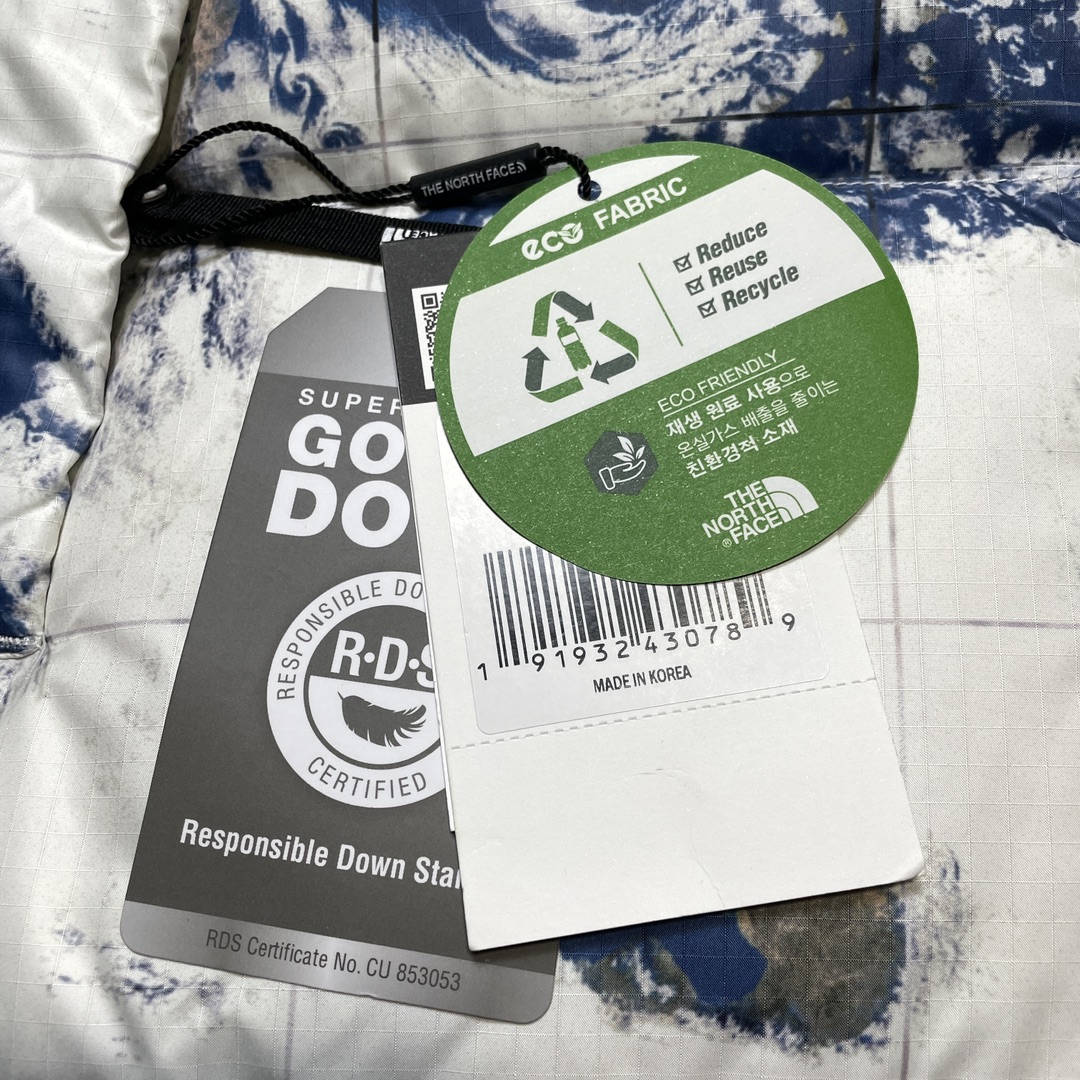 THE NORTH FACE
eco FABRIC
Reduce
Reuse
Recycle
ECO FRIENDLY
재생 원료 사용으로
온실가스 배출을 줄이는
친환경적 소재
THE
NORTH
FACE
®
SUPER
GO
DO
RESPONSIBLE DO
R·D·S
CERTIFIED
Responsible Down Sta
RDS Certificate No. CU 853053
1 91932 43078 9
MADE IN KOREA